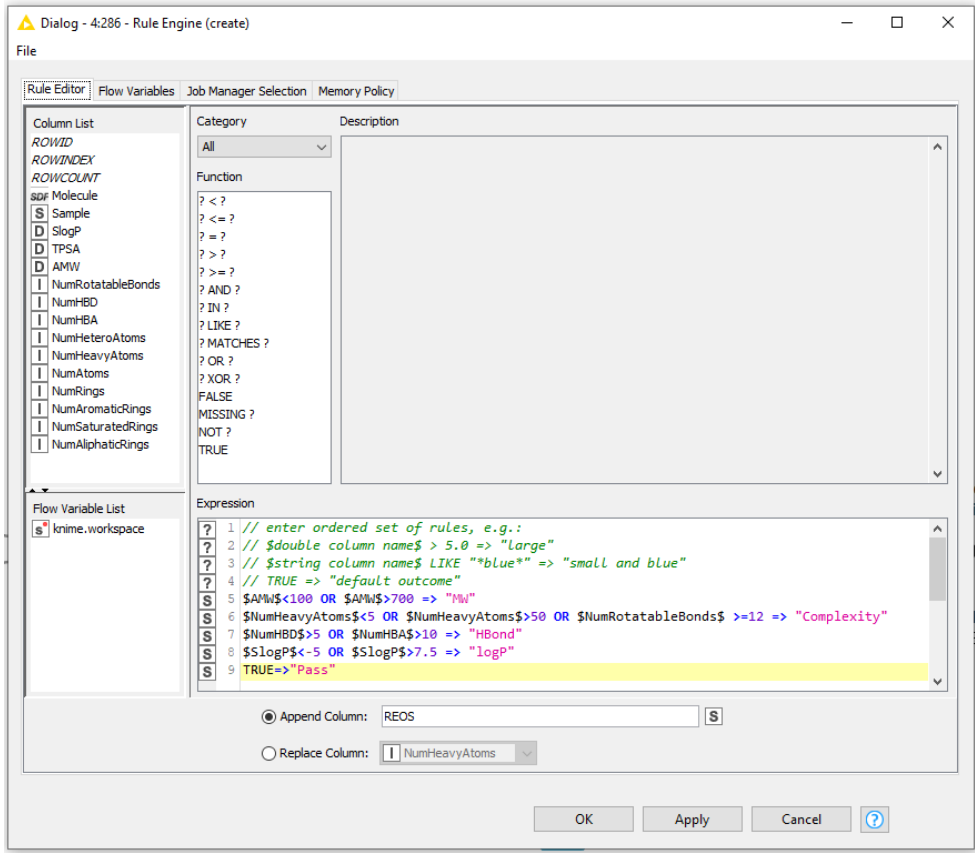 Dialog - 4:286 - Rule Engine (create)
File
Rule Editor Flow Variables Job Manager Selection Memory Policy
Column List
ROWID
ROWINDEX
ROWCOUNT
SDF Molecule
S Sample
D SlogP
D TPSA
D AMW
I NumRotatableBonds
I NumHBD
I NumHBA
I NumHeteroAtoms
I NumHeavyAtoms
I NumAtoms
I NumRings
I NumAromaticRings
I NumSaturatedRings
I NumAliphaticRings
Flow Variable List
s knime.workspace
Category
All
Function
? < ?
? <= ?
? = ?
? > ?
? >= ?
? AND ?
? IN ?
? LIKE ?
? MATCHES ?
? OR ?
? XOR ?
FALSE
MISSING ?
NOT ?
TRUE
Description
Expression
? 1 // enter ordered set of rules, e.g.:
? 2 // $double column name$ > 5.0 => "large"
? 3 // $string column name$ LIKE "*blue*" => "small and blue"
? 4 // TRUE => "default outcome"
S 5 $AMW$<100 OR $AMW$>700 => "MW"
S 6 $NumHeavyAtoms$<5 OR $NumHeavyAtoms$>50 OR $NumRotatableBonds$ >=12 => "Complexity"
S 7 $NumHBD$>5 OR $NumHBA$>10 => "HBond"
S 8 $SlogP$<-5 OR $SlogP$>7.5 => "logP"
S 9 TRUE=>"Pass"
Append Column: REOS S
Replace Column: I NumHeavyAtoms
OK Apply Cancel ?